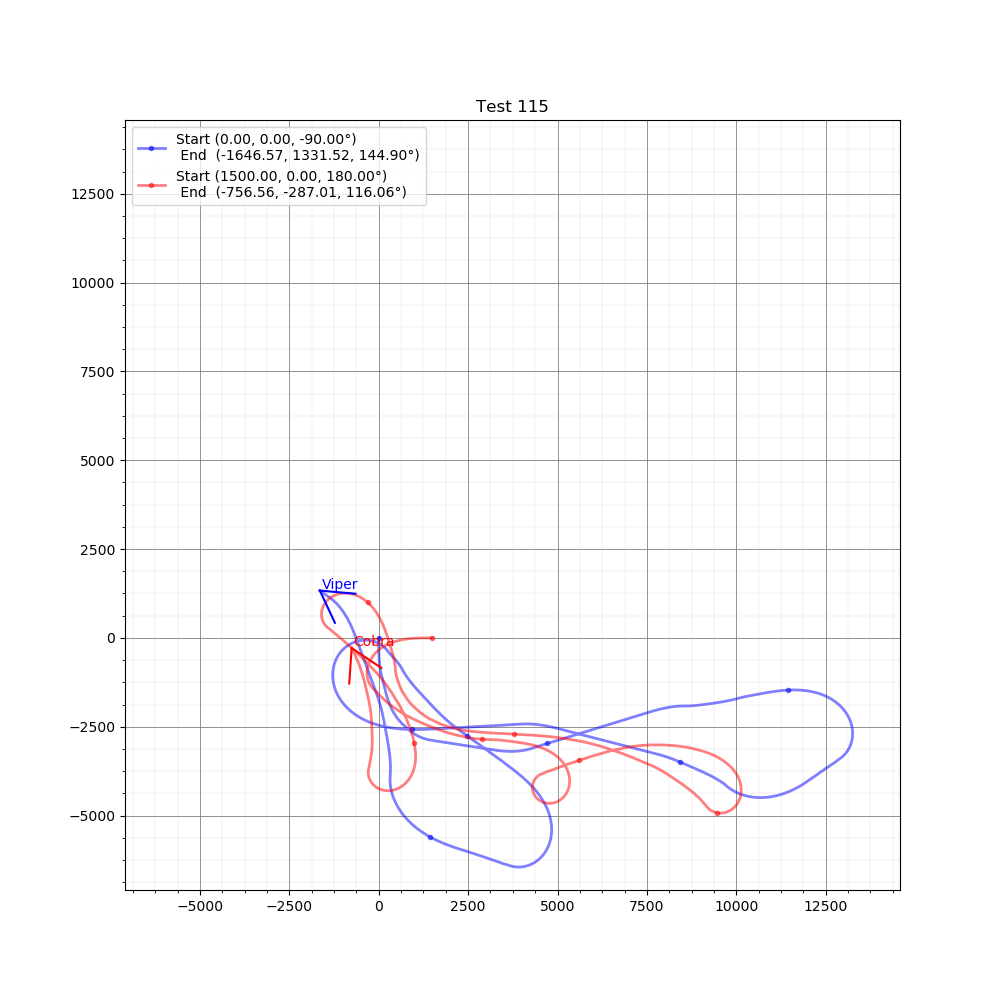 Test 115
Start (0.00, 0.00, -90.00°)
End (-1646.57, 1331.52, 144.90°)
Start (1500.00, 0.00, 180.00°)
End (-756.56, -287.01, 116.06°)
12500
10000
7500
5000
2500
0
−2500
−5000
Viper
Cobra
−5000 −2500 0 2500 5000 7500 10000 12500